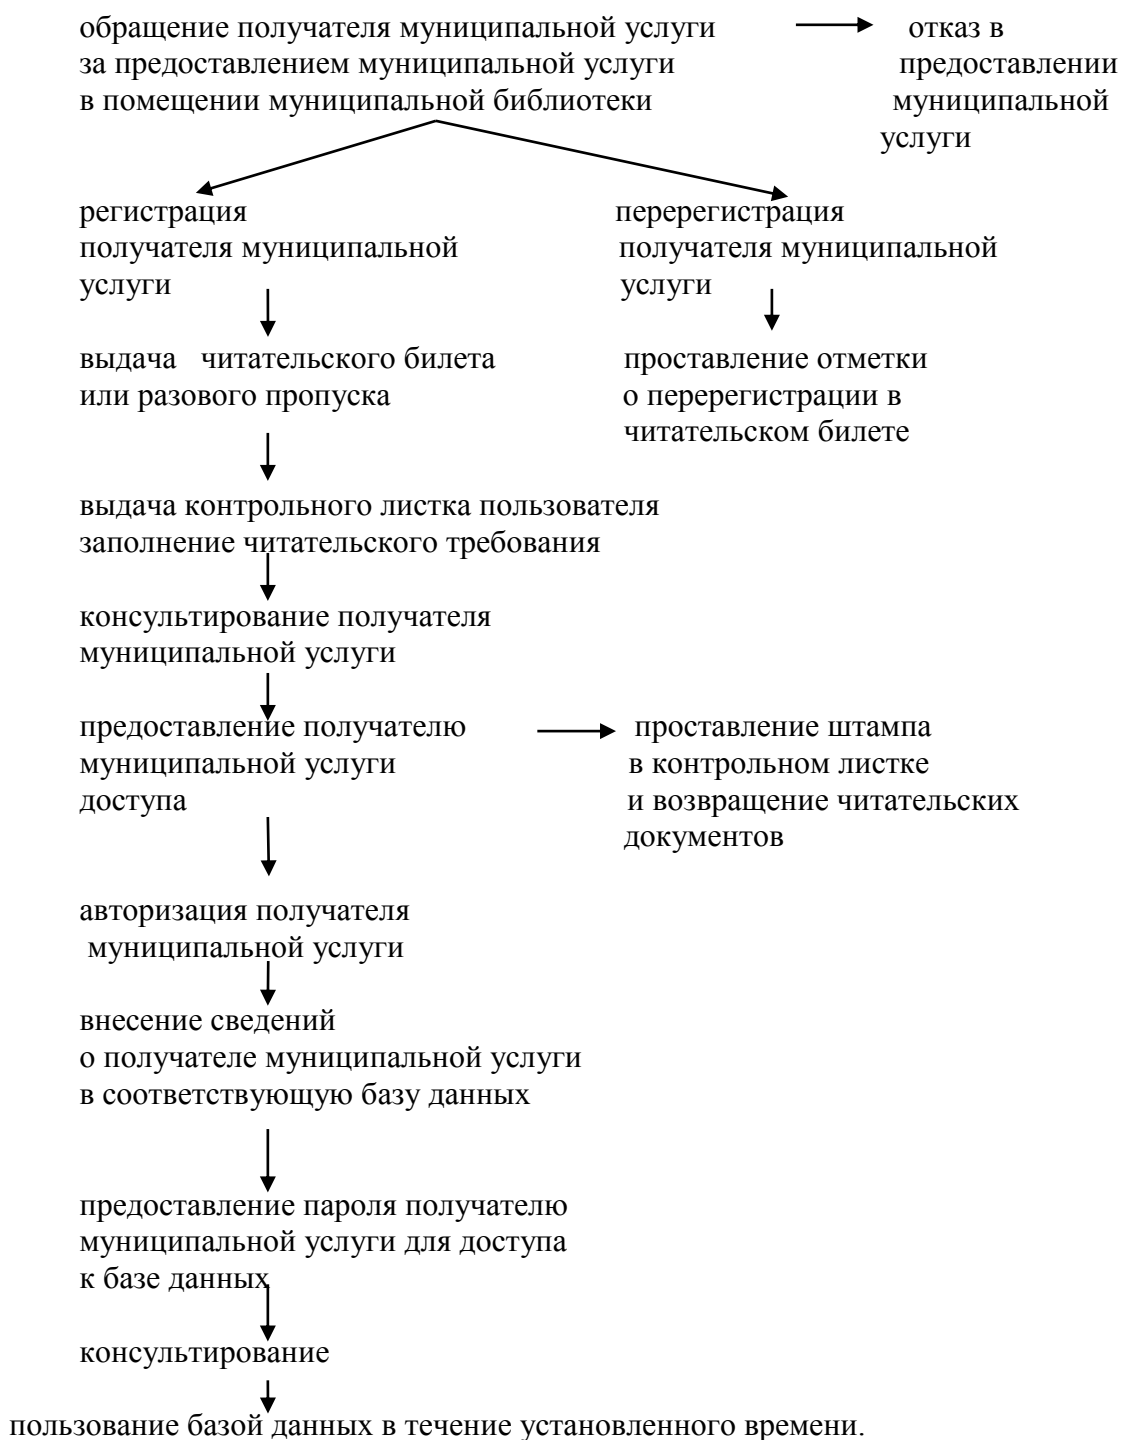 обращение получателя муниципальной услуги
за предоставлением муниципальной услуги
в помещении муниципальной библиотеки
отказ в
предоставлении
муниципальной
услуги
регистрация
получателя муниципальной
услуги
перерегистрация
получателя муниципальной
услуги
выдача читательского билета
или разового пропуска
проставление отметки
о перерегистрации в
читательском билете
выдача контрольного листка пользователя
заполнение читательского требования
консультирование получателя
муниципальной услуги
предоставление получателю
муниципальной услуги
доступа
проставление штампа
в контрольном листке
и возвращение читательских
документов
авторизация получателя
муниципальной услуги
внесение сведений
о получателе муниципальной услуги
в соответствующую базу данных
предоставление пароля получателю
муниципальной услуги для доступа
к базе данных
консультирование
пользование базой данных в течение установленного времени.